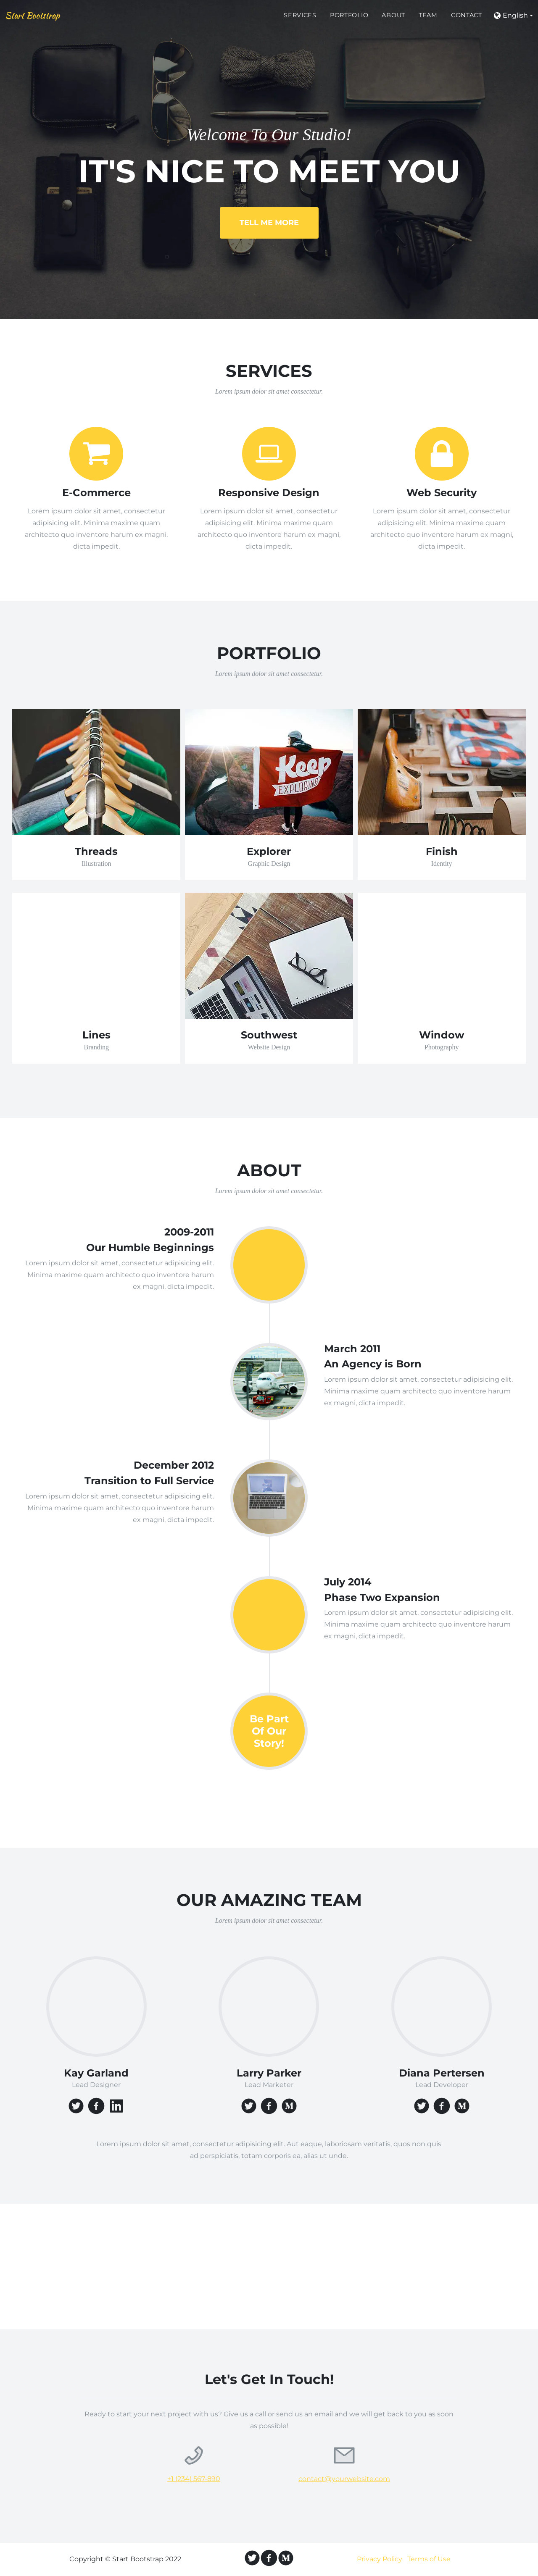 Start Bootstrap
SERVICES
PORTFOLIO
ABOUT
TEAM
CONTACT
English
Welcome To Our Studio!
IT'S NICE TO MEET YOU
TELL ME MORE
SERVICES
Lorem ipsum dolor sit amet consectetur.
E-Commerce
Lorem ipsum dolor sit amet, consectetur
adipisicing elit. Minima maxime quam
architecto quo inventore harum ex magni,
dicta impedit.
Responsive Design
Lorem ipsum dolor sit amet, consectetur
adipisicing elit. Minima maxime quam
architecto quo inventore harum ex magni,
dicta impedit.
Web Security
Lorem ipsum dolor sit amet, consectetur
adipisicing elit. Minima maxime quam
architecto quo inventore harum ex magni,
dicta impedit.
PORTFOLIO
Lorem ipsum dolor sit amet consectetur.
Keep
EXPLORING
Threads
Illustration
Explorer
Graphic Design
Finish
Identity
Lines
Branding
Southwest
Website Design
Window
Photography
ABOUT
Lorem ipsum dolor sit amet consectetur.
2009-2011
Our Humble Beginnings
Lorem ipsum dolor sit amet, consectetur adipisicing elit.
Minima maxime quam architecto quo inventore harum
ex magni, dicta impedit.
March 2011
An Agency is Born
Lorem ipsum dolor sit amet, consectetur adipisicing elit.
Minima maxime quam architecto quo inventore harum
ex magni, dicta impedit.
December 2012
Transition to Full Service
Lorem ipsum dolor sit amet, consectetur adipisicing elit.
Minima maxime quam architecto quo inventore harum
ex magni, dicta impedit.
July 2014
Phase Two Expansion
Lorem ipsum dolor sit amet, consectetur adipisicing elit.
Minima maxime quam architecto quo inventore harum
ex magni, dicta impedit.
Be Part
Of Our
Story!
OUR AMAZING TEAM
Lorem ipsum dolor sit amet consectetur.
Kay Garland
Lead Designer
Larry Parker
Lead Marketer
Diana Pertersen
Lead Developer
Lorem ipsum dolor sit amet, consectetur adipisicing elit. Aut eaque, laboriosam veritatis, quos non quis
ad perspiciatis, totam corporis ea, alias ut unde.
Let's Get In Touch!
Ready to start your next project with us? Give us a call or send us an email and we will get back to you as soon
as possible!
+1 (234) 567-890
contact@yourwebsite.com
Copyright © Start Bootstrap 2022
Privacy Policy
Terms of Use